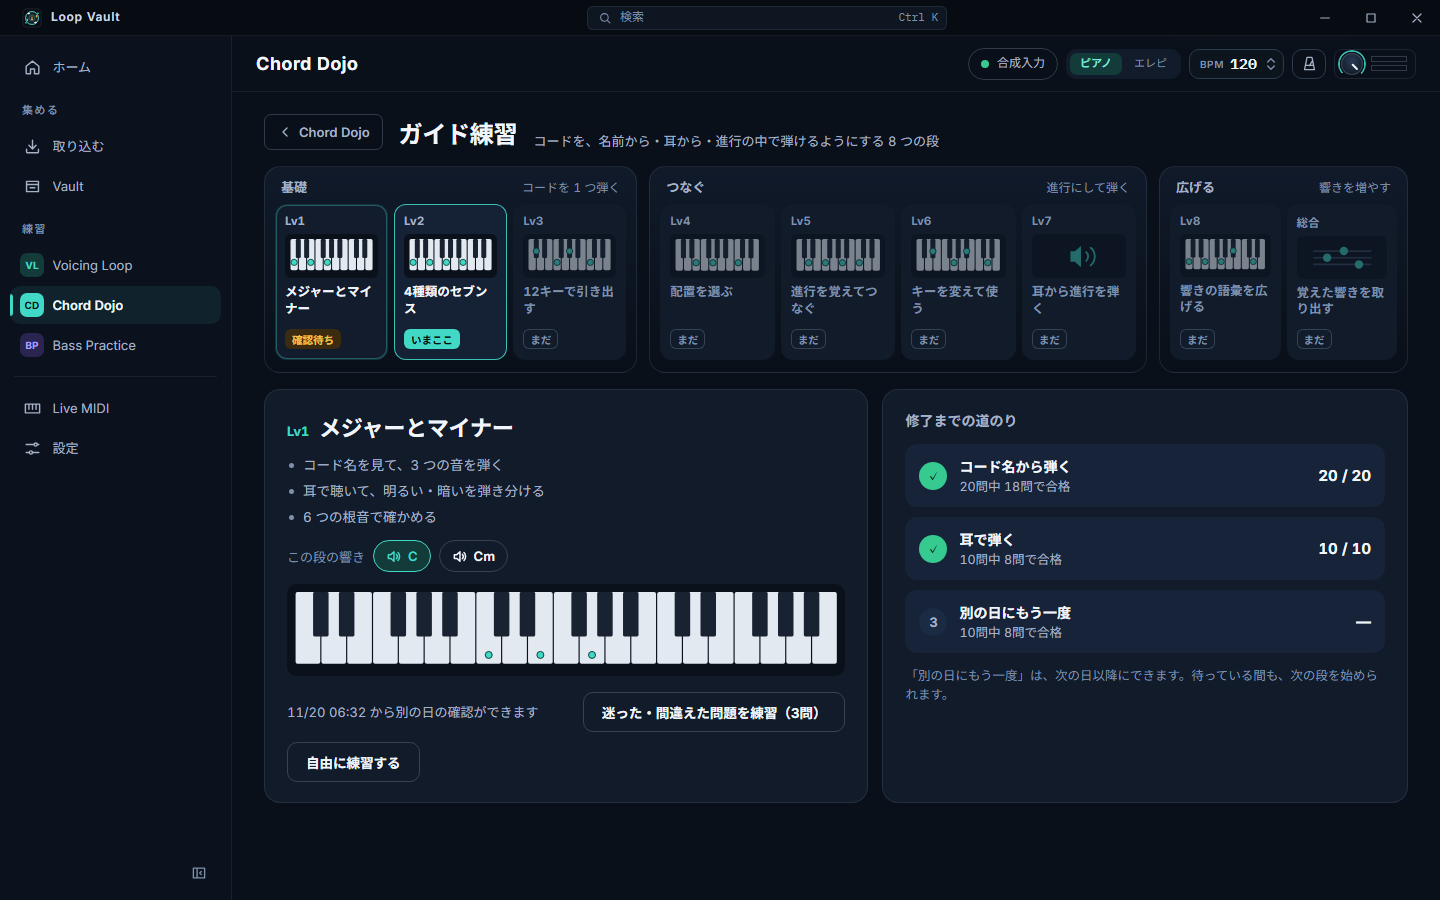 Loop Vault
検索
Ctrl K
ホーム
集める
取り込む
Vault
練習
VL Voicing Loop
CD Chord Dojo
BP Bass Practice
Live MIDI
設定
Chord Dojo
合成入力
ピアノ
エレピ
BPM 120
Chord Dojo
ガイド練習
コードを、名前から・耳から・進行の中で弾けるようにする 8 つの段
基礎
コードを 1 つ弾く
Lv1
メジャーとマイ
ナー
確認待ち
Lv2
4種類のセブン
ス
いまここ
Lv3
12キーで引き出
す
まだ
つなぐ
進行にして弾く
Lv4
配置を選ぶ
まだ
Lv5
進行を覚えてつ
なぐ
まだ
Lv6
キーを変えて使
う
まだ
Lv7
耳から進行を弾
く
まだ
広げる
響きを増やす
Lv8
響きの語彙を広
げる
まだ
総合
覚えた響きを取
り出す
まだ
Lv1 メジャーとマイナー
コード名を見て、3 つの音を弾く
耳で聴いて、明るい・暗いを弾き分ける
6 つの根音で確かめる
この段の響き
C
Cm
11/20 06:32 から別の日の確認ができます
迷った・間違えた問題を練習（3問）
自由に練習する
修了までの道のり
コード名から弾く
20問中 18問で合格
20 / 20
耳で弾く
10問中 8問で合格
10 / 10
3
別の日にもう一度
10問中 8問で合格
—
「別の日にもう一度」は、次の日以降にできます。待っている間も、次の段を始めら
れます。